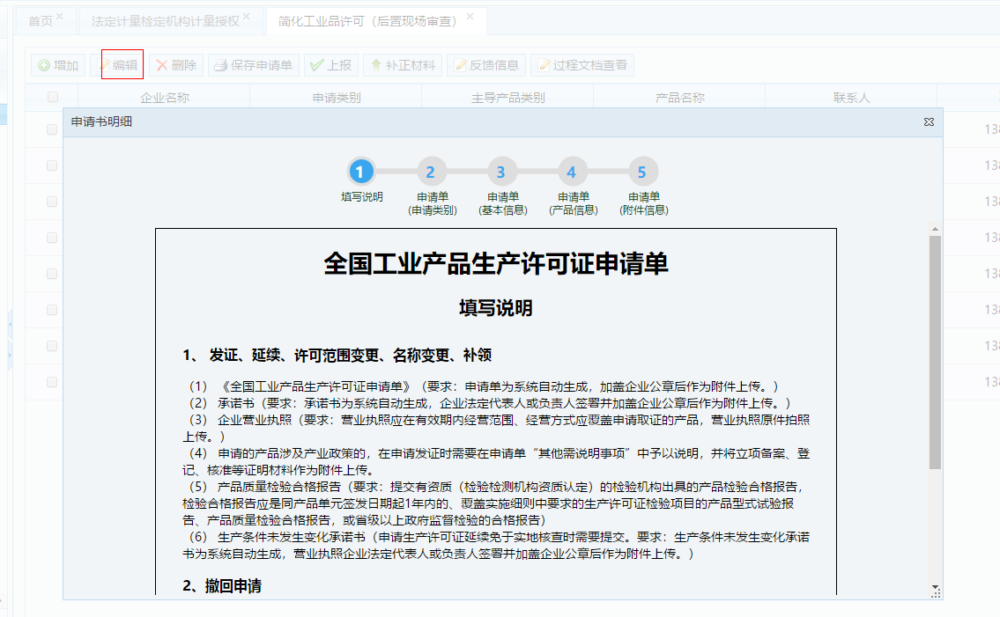 首页 法定计量检定机构计量授权 简化工业品许可（后置现场审查）
增加 编辑 删除 保存申请单 上报 补正材料 反馈信息 过程文档查看
企业名称 申请类别 主导产品类别 产品名称 联系人
申请书明细
1 2 3 4 5
填写说明 申请单 申请单 申请单 申请单
(申请类别) (基本信息) (产品信息) (附件信息)
全国工业产品生产许可证申请单
填写说明
1、 发证、延续、许可范围变更、名称变更、补领
（1）《全国工业产品生产许可证申请单》（要求：申请单为系统自动生成，加盖企业公章后作为附件上传。）
（2） 承诺书（要求：承诺书为系统自动生成，企业法定代表人或负责人签署并加盖企业公章后作为附件上传。）
（3） 企业营业执照（要求：营业执照应在有效期内经营范围、经营方式应覆盖申请取证的产品，营业执照原件拍照
上传。）
（4） 申请的产品涉及产业政策的，在申请发证时需要在申请单“其他需说明事项”中予以说明，并将立项备案、登
记、核准等证明材料作为附件上传。
（5） 产品质量检验合格报告（要求：提交有资质（检验检测机构资质认定）的检验机构出具的产品检验合格报告，
检验合格报告应是同产品单元签发日期起1年内的、覆盖实施细则中要求的生产许可证检验项目的产品型式试验报
告、产品质量检验合格报告，或省级以上政府监督检验的合格报告）
（6） 生产条件未发生变化承诺书（申请生产许可证延续免于实地核查时需要提交。要求：生产条件未发生变化承诺
书为系统自动生成，营业执照企业法定代表人或负责人签署并加盖企业公章后作为附件上传。）
2、撤回申请